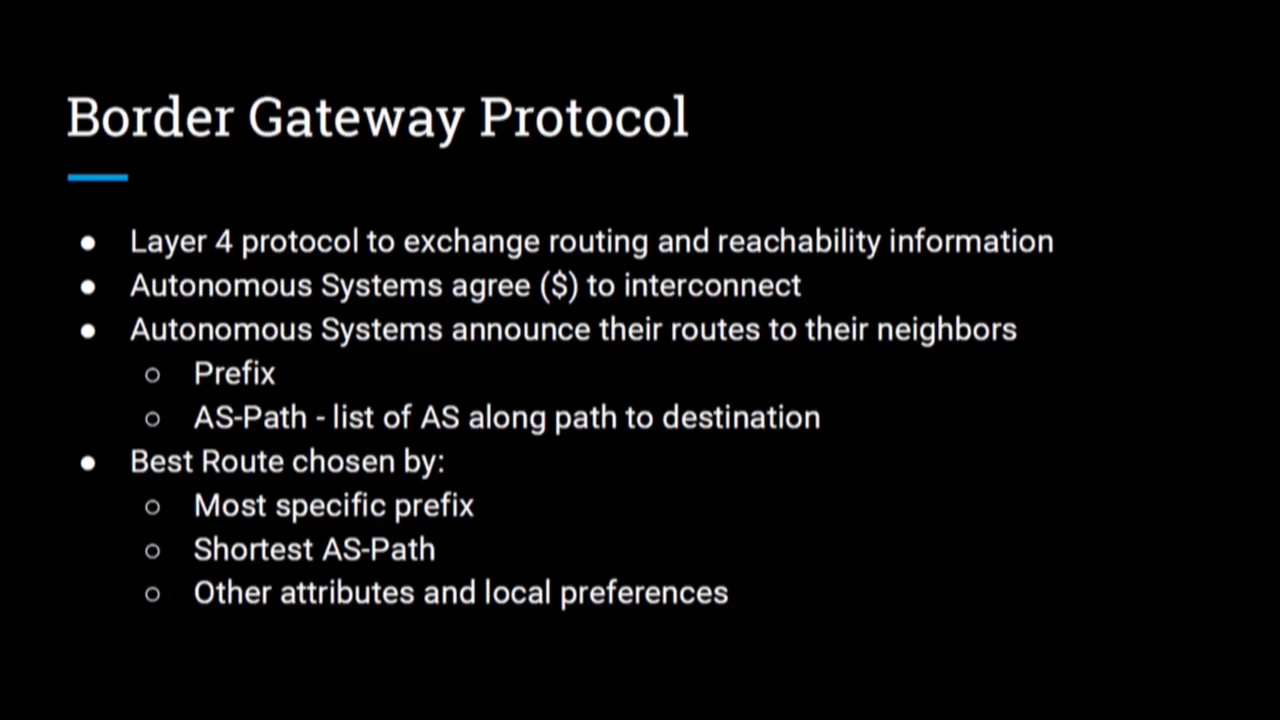 Border Gateway Protocol
● Layer 4 protocol to exchange routing and reachability information
● Autonomous Systems agree ($) to interconnect
● Autonomous Systems announce their routes to their neighbors
○ Prefix
○ AS-Path - list of AS along path to destination
● Best Route chosen by:
○ Most specific prefix
○ Shortest AS-Path
○ Other attributes and local preferences